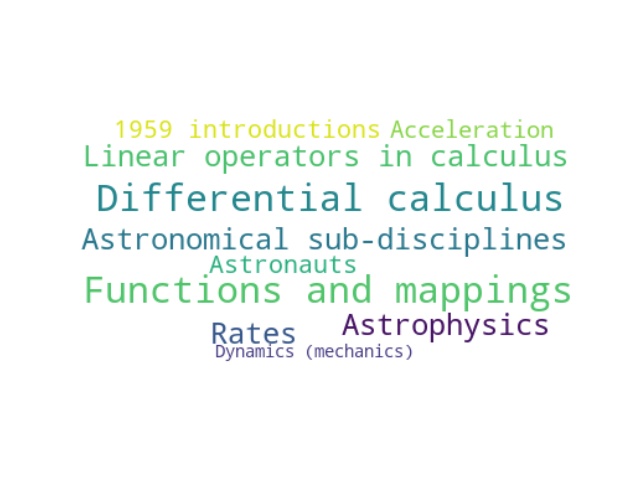 1959 introductions Acceleration
Linear operators in calculus
Differential calculus
Astronomical sub-disciplines
Astronauts
Functions and mappings
Rates Astrophysics
Dynamics (mechanics)